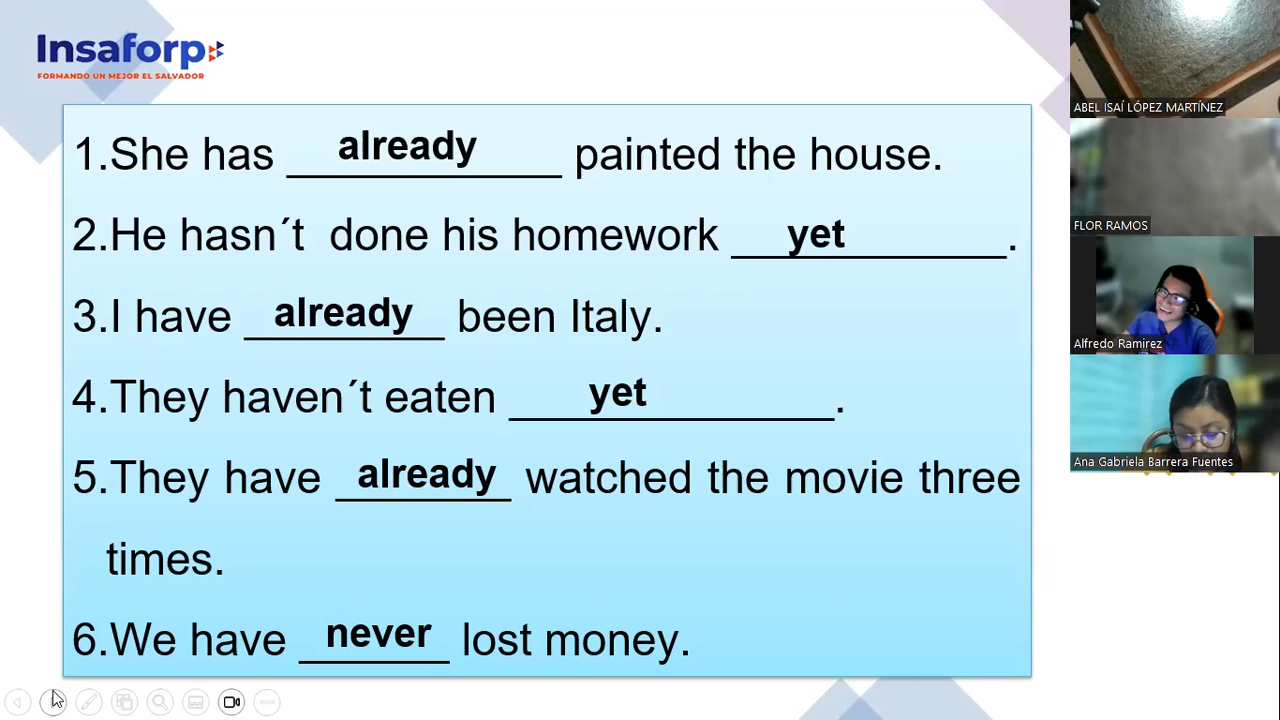 Insaforp
FORMANDO UN MEJOR EL SALVADOR
1.She has already painted the house.
2.He hasn´t done his homework yet.
3.I have already been Italy.
4.They haven´t eaten yet.
5.They have already watched the movie three
times.
6.We have never lost money.
ABEL ISAÍ LÓPEZ MARTÍNEZ
FLOR RAMOS
Alfredo Ramirez
Ana Gabriela Barrera Fuentes